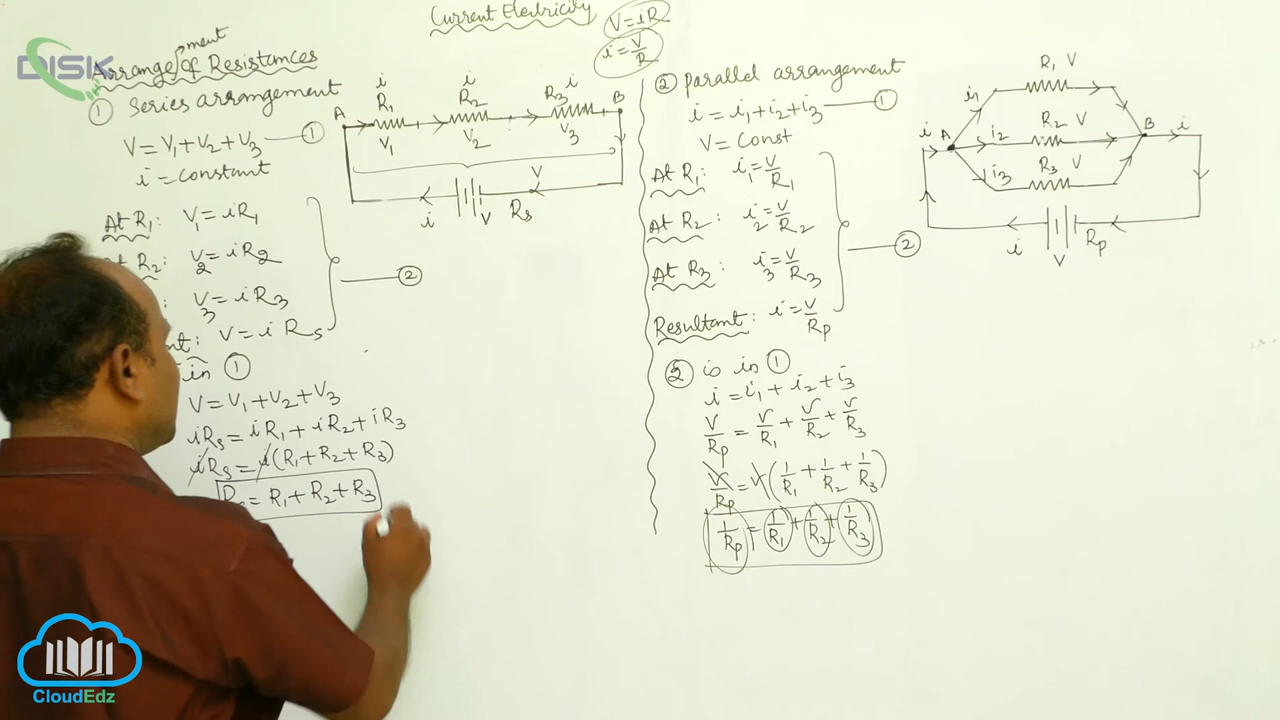 Current Electricity
V = iR
i = V/R
DISK
Arrangement of Resistances
① Series arrangement
V = V₁ + V₂ + V₃ — ①
i = constant
At R₁: V₁ = iR₁
At R₂: V₂ = iR₂
: V₃ = iR₃
nt: V = i Rs
— ②
in ①
V = V₁ + V₂ + V₃
iRs = iR₁ + iR₂ + iR₃
iRs = i(R₁ + R₂ + R₃)
Rs = R₁ + R₂ + R₃
i i i
A R₁ R₂ R₃ B
V₁ V₂ V₃
V
i V Rs
② Parallel arrangement
i = i₁ + i₂ + i₃ — ①
V = Const
At R₁: i₁ = V/R₁
At R₂: i₂ = V/R₂
At R₃: i₃ = V/R₃
Resultant: i = V/Rp
— ②
② is in ①
i = i₁ + i₂ + i₃
V/Rp = V/R₁ + V/R₂ + V/R₃
V/Rp = V(1/R₁ + 1/R₂ + 1/R₃)
1/Rp = 1/R₁ + 1/R₂ + 1/R₃
R₁ V
i₁
i A i₂ R₂ V B i
i₃ R₃ V
i V Rp
CloudEdz